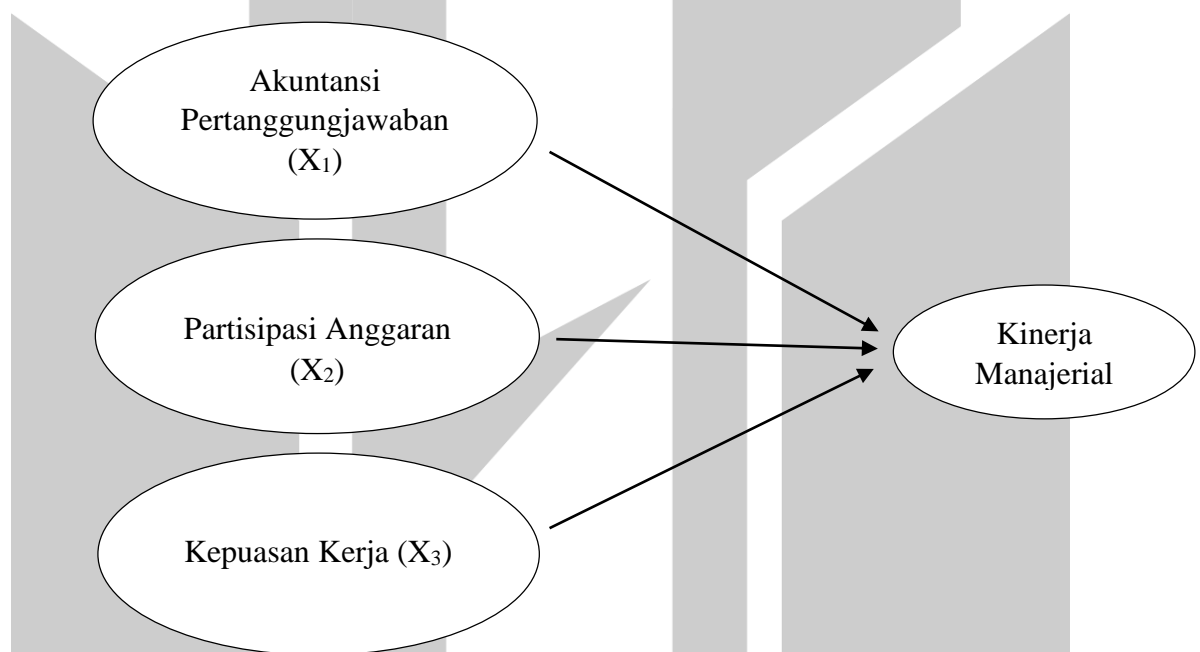 Akuntansi
Pertanggungjawaban
(X₁)
Partisipasi Anggaran
(X₂)
Kepuasan Kerja (X₃)
Kinerja
Manajerial